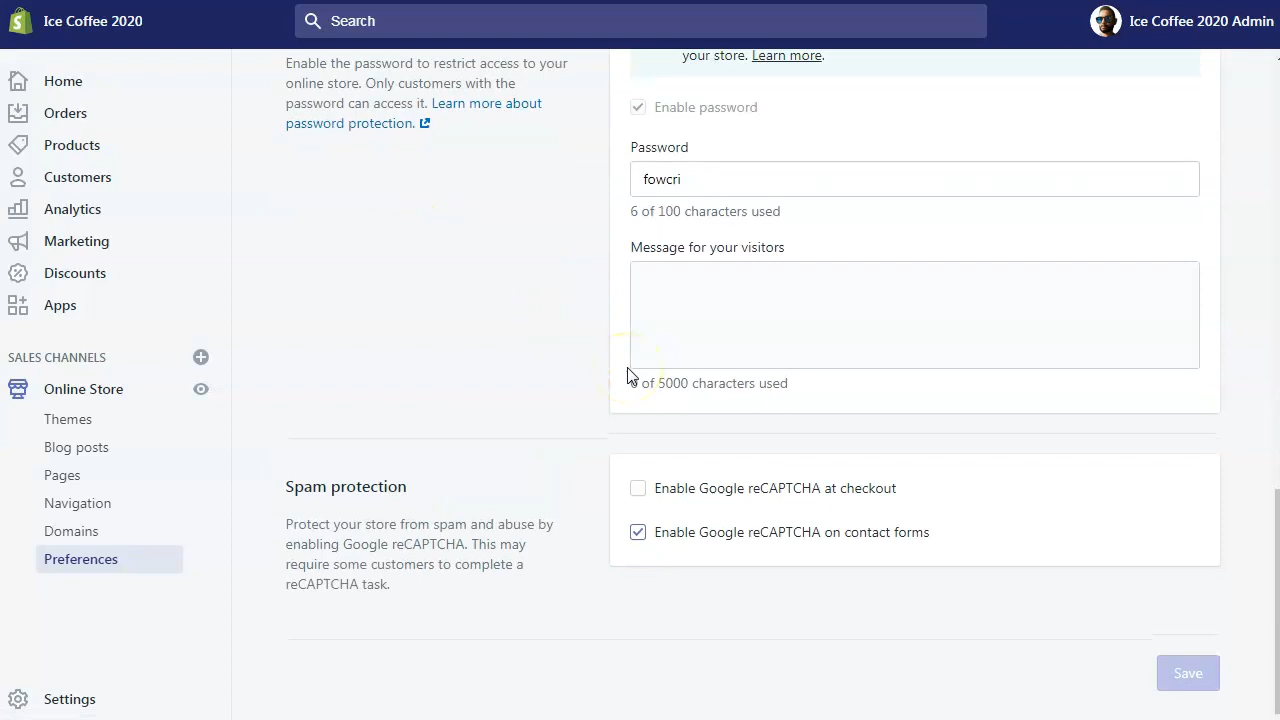 Ice Coffee 2020
Search
Ice Coffee 2020 Admin
Home
Orders
Products
Customers
Analytics
Marketing
Discounts
Apps
SALES CHANNELS
Online Store
Themes
Blog posts
Pages
Navigation
Domains
Preferences
Settings
Enable the password to restrict access to your
online store. Only customers with the
password can access it. Learn more about
password protection.
your store. Learn more.
Enable password
Password
fowcri
6 of 100 characters used
Message for your visitors
of 5000 characters used
Spam protection
Protect your store from spam and abuse by
enabling Google reCAPTCHA. This may
require some customers to complete a
reCAPTCHA task.
Enable Google reCAPTCHA at checkout
Enable Google reCAPTCHA on contact forms
Save